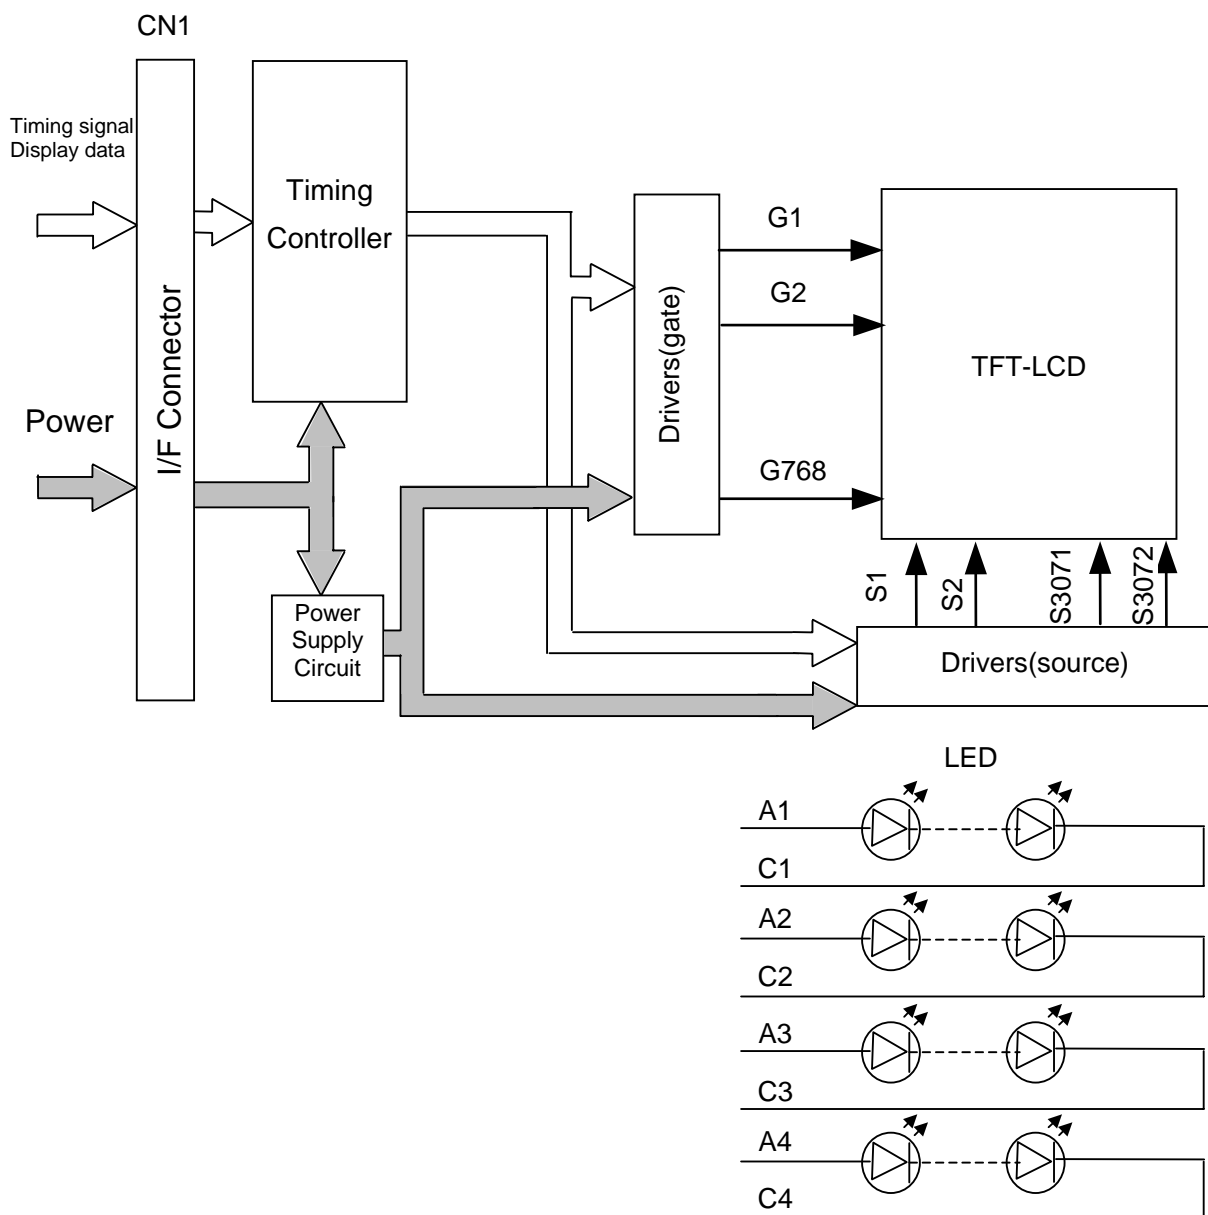 CN1
Timing signal
Display data
Power
I/F Connector
Timing
Controller
Power
Supply
Circuit
Drivers(gate)
G1
G2
G768
TFT-LCD
S1
S2
S3071
S3072
Drivers(source)
LED
A1
C1
A2
C2
A3
C3
A4
C4